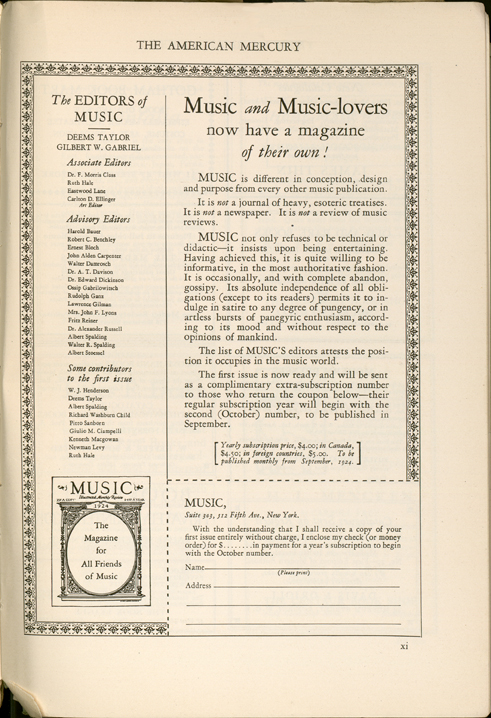 THE AMERICAN MERCURY
The EDITORS of
MUSIC
DEEMS TAYLOR
GILBERT W. GABRIEL
Associate Editors
Dr. F. Morris Class
Ruth Hale
Eastwood Lane
Carlton D. Ellinger
Art Editor
Advisory Editors
Harold Bauer
Robert C. Benchley
Ernest Bloch
John Alden Carpenter
Walter Damrosch
Dr. A. T. Davison
Dr. Edward Dickinson
Ossip Gabrilowitsch
Rudolph Ganz
Lawrence Gilman
Mrs. John F. Lyons
Fritz Reiner
Dr. Alexander Russell
Albert Spalding
Walter R. Spalding
Albert Stoessel
Some contributors
to the first issue
W. J. Henderson
Deems Taylor
Albert Spalding
Richard Washburn Child
Pitts Sanborn
Giulio M. Ciampelli
Kenneth Macgowan
Newman Levy
Ruth Hale
MUSIC
Illustrated Monthly Review
1924
The
Magazine
for
All Friends
of Music
Music and Music-lovers
now have a magazine
of their own!
MUSIC is different in conception, design
and purpose from every other music publication.
It is not a journal of heavy, esoteric treatises.
It is not a newspaper. It is not a review of music
reviews.
MUSIC not only refuses to be technical or
didactic—it insists upon being entertaining.
Having achieved this, it is quite willing to be
informative, in the most authoritative fashion.
It is occasionally, and with complete abandon,
gossipy. Its absolute independence of all obli-
gations (except to its readers) permits it to in-
dulge in satire to any degree of pungency, or in
artless bursts of panegyric enthusiasm, accord-
ing to its mood and without respect to the
opinions of mankind.
The list of MUSIC'S editors attests the posi-
tion it occupies in the music world.
The first issue is now ready and will be sent
as a complimentary extra-subscription number
to those who return the coupon below—their
regular subscription year will begin with the
second (October) number, to be published in
September.
[Yearly subscription price, $4.00; in Canada,
$4.50; in foreign countries, $5.00. To be
published monthly from September, 1924.]
MUSIC,
Suite 303, 512 Fifth Ave., New York.
With the understanding that I shall receive a copy of your
first issue entirely without charge, I enclose my check (or money
order) for $........in payment for a year's subscription to begin
with the October number.
Name
(Please print)
Address
xi